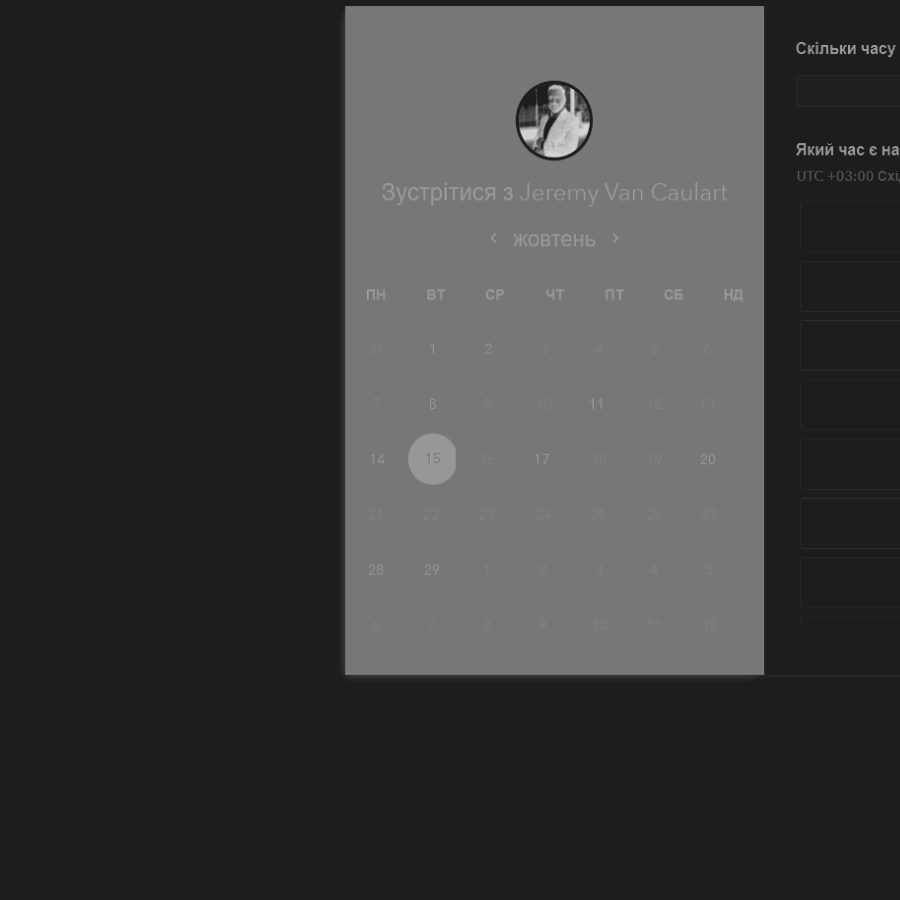 Зустрітися з Jeremy Van Caulart
жовтень
ПН ВТ СР ЧТ ПТ СБ НД
31 1 2 3 4 5 6
7 8 9 10 11 12 13
14 15 16 17 18 19 20
21 22 23 24 25 26 27
28 29 1 2 3 4 5
6 7 8 9 10 11 12
Скільки часу
Який час є на
UTC +03:00 Схі